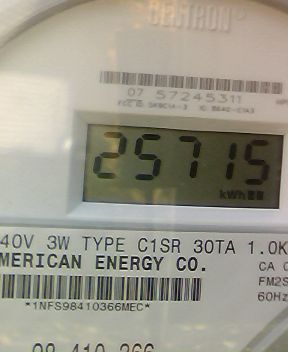 CENTRON
07 57245311
25715
kWh
40V 3W TYPE C1SR 30TA 1.0K
MERICAN ENERGY CO.
CA
FM2S
60Hz
*1NFS98410366MEC*
98 410 366